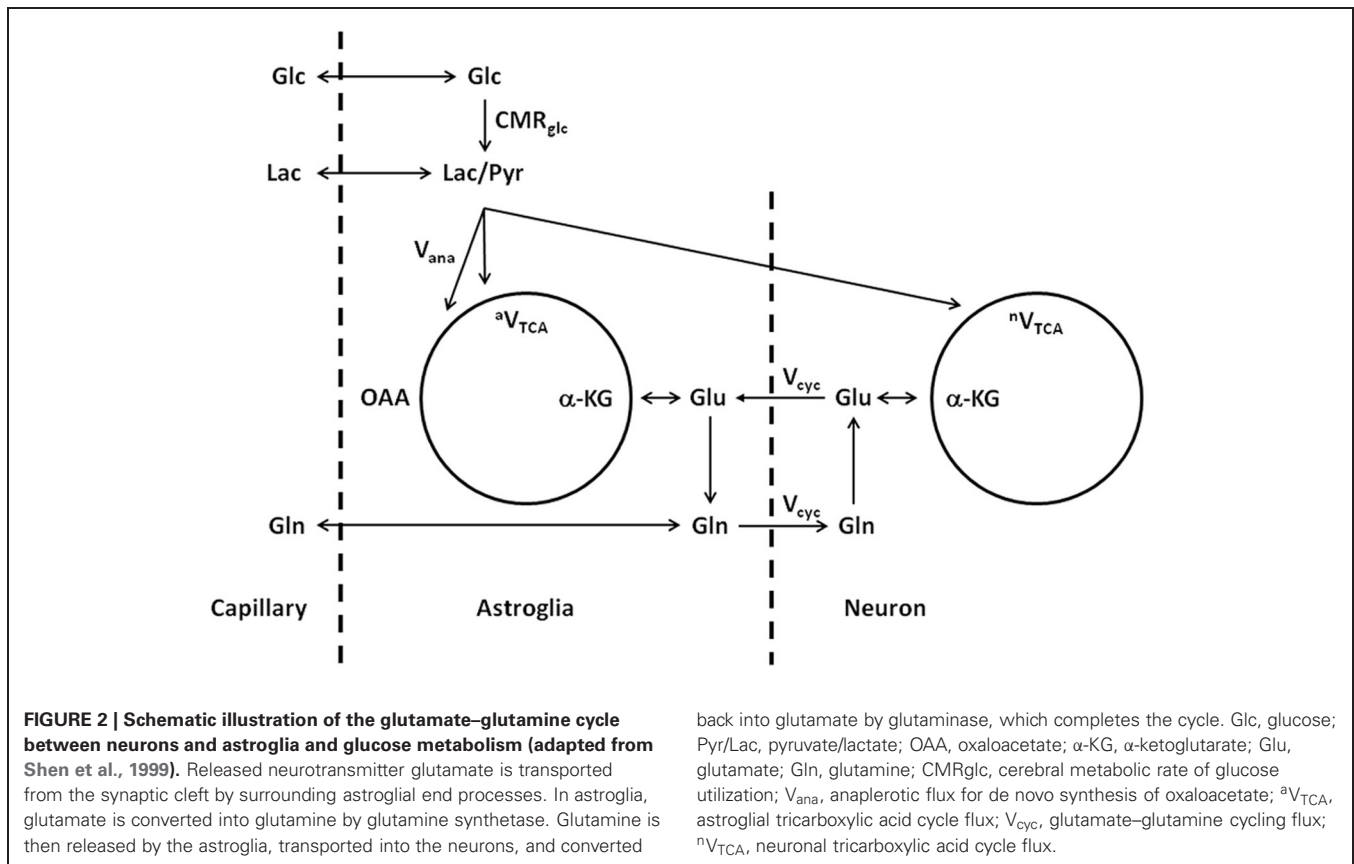 Glc Glc
CMRglc
Lac Lac/Pyr
Vana
aVTCA nVTCA
Vcyc
OAA α-KG Glu Glu α-KG
Vcyc
Gln Gln Gln
Capillary Astroglia Neuron
FIGURE 2 | Schematic illustration of the glutamate–glutamine cycle
between neurons and astroglia and glucose metabolism (adapted from
Shen et al., 1999). Released neurotransmitter glutamate is transported
from the synaptic cleft by surrounding astroglial end processes. In astroglia,
glutamate is converted into glutamine by glutamine synthetase. Glutamine is
then released by the astroglia, transported into the neurons, and converted
back into glutamate by glutaminase, which completes the cycle. Glc, glucose;
Pyr/Lac, pyruvate/lactate; OAA, oxaloacetate; α-KG, α-ketoglutarate; Glu,
glutamate; Gln, glutamine; CMRglc, cerebral metabolic rate of glucose
utilization; Vana, anaplerotic flux for de novo synthesis of oxaloacetate; aVTCA,
astroglial tricarboxylic acid cycle flux; Vcyc, glutamate–glutamine cycling flux;
nVTCA, neuronal tricarboxylic acid cycle flux.